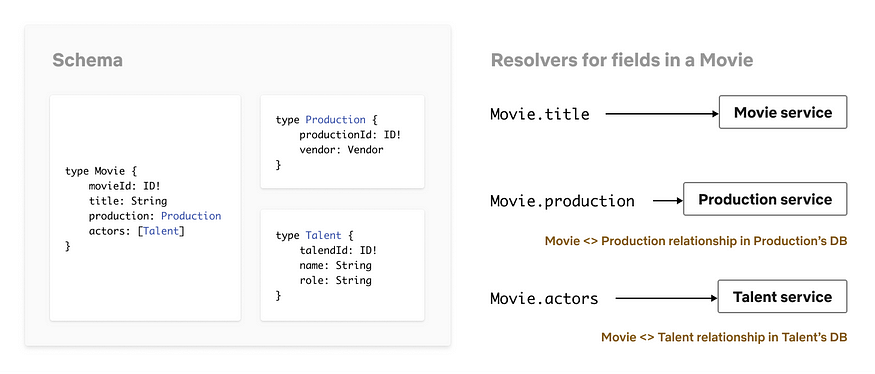 Schema
type Movie {
movieId: ID!
title: String
production: Production
actors: [Talent]
}
type Production {
productionId: ID!
vendor: Vendor
}
type Talent {
talendId: ID!
name: String
role: String
}
Resolvers for fields in a Movie
Movie.title
Movie service
Movie.production
Production service
Movie <> Production relationship in Production’s DB
Movie.actors
Talent service
Movie <> Talent relationship in Talent’s DB